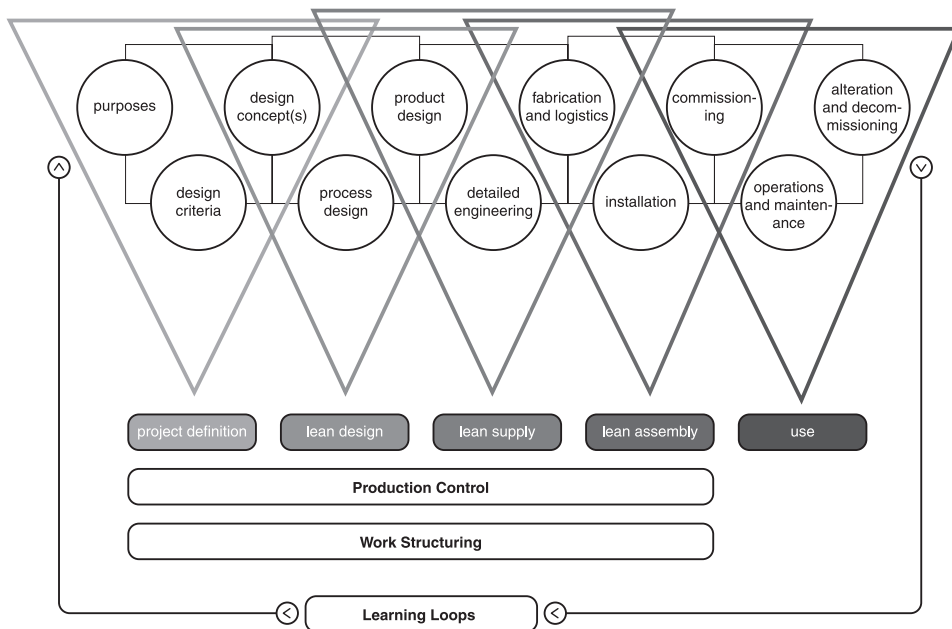 purposes
design
concept(s)
product
design
fabrication
and logistics
commission-
ing
alteration
and decom-
missioning
design
criteria
process
design
detailed
engineering
installation
operations
and mainten-
ance
project definition
lean design
lean supply
lean assembly
use
Production Control
Work Structuring
Learning Loops